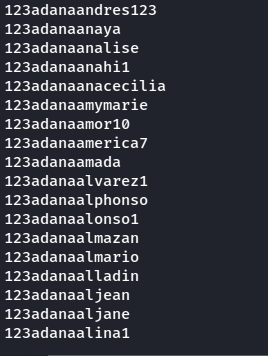 123adanaandres123
123adanaanaya
123adanaanalise
123adanaanahi1
123adanaanacecilia
123adanaamymarie
123adanaamor10
123adanaamerica7
123adanaamada
123adanaalvarez1
123adanaalphonso
123adanaalonso1
123adanaalmazan
123adanaalmario
123adanaalladin
123adanaaljean
123adanaaljane
123adanaalina1